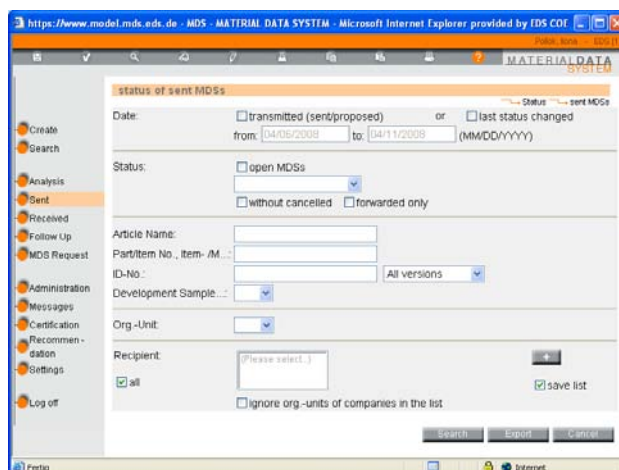 https://www.model.mds.eds.de - MDS - MATERIAL DATA SYSTEM - Microsoft Internet Explorer provided by EDS COE
MATERIALDATA
SYSTEM
status of sent MDSs
Status sent MDSs
Date: transmitted (sent/proposed) or last status changed
from: 04/05/2008 to: 04/11/2008 (MM/DD/YYYY)
Create
Search
Status: open MDSs
Analysis
Sent
without cancelled forwarded only
Received
Follow Up
Article Name:
MDS Request
Part/Item No., Item- /M...:
ID-No.: All versions
Administration
Development Sample...:
Messages
Certification
Org.-Unit:
Recommen-
dation
Recipient: (Please select..) +
Settings
all save list
Log off
ignore org.-units of companies in the list
Search Export Cancel
Fertig Internet